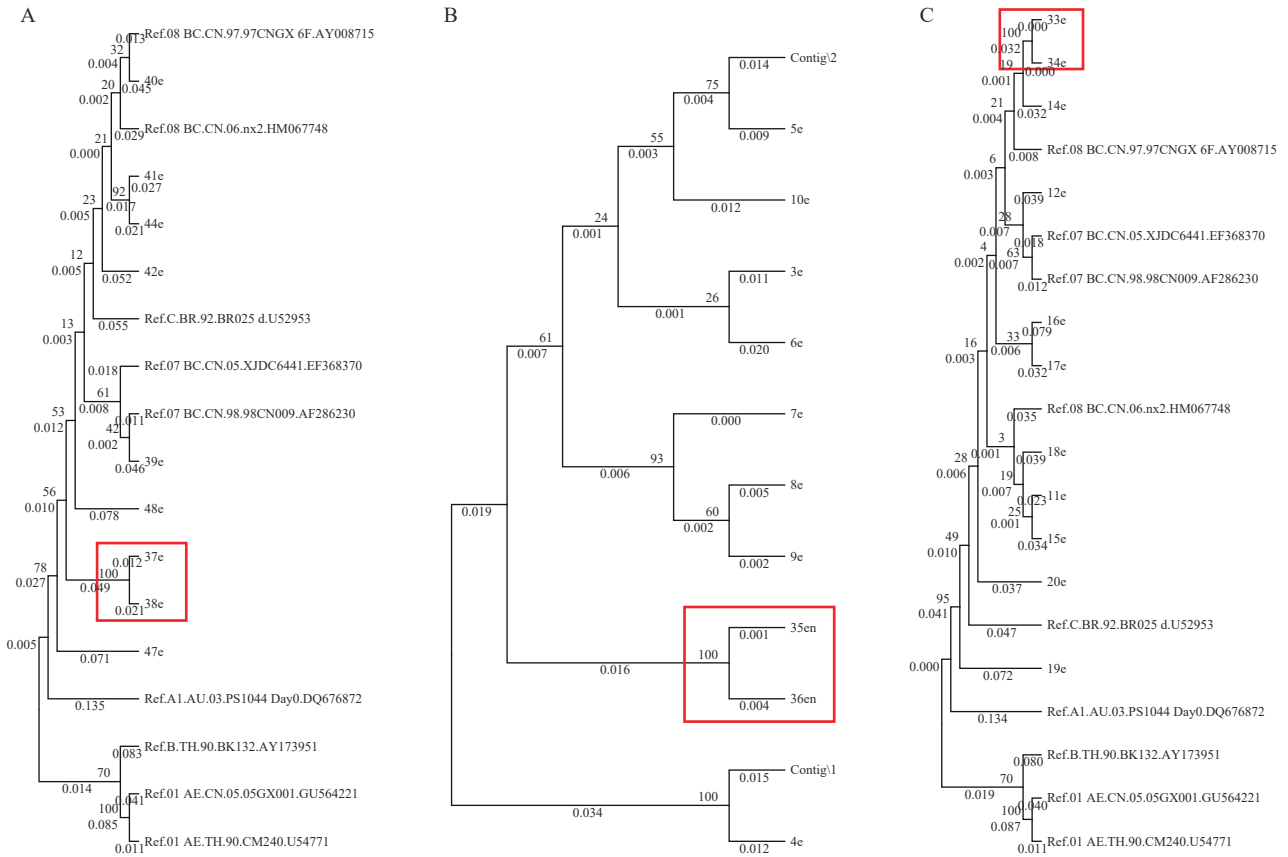 A
Ref.08 BC.CN.97.97CNGX 6F.AY008715
0.013
32
0.004
40e
0.045
20
0.002
Ref.08 BC.CN.06.nx2.HM067748
0.029
21
0.000
41e
0.027
92
0.017
44e
0.021
23
0.005
42e
0.052
12
0.005
Ref.C.BR.92.BR025 d.U52953
0.055
13
0.003
Ref.07 BC.CN.05.XJDC6441.EF368370
0.018
61
0.008
Ref.07 BC.CN.98.98CN009.AF286230
0.011
42
0.002
39e
0.046
53
0.012
48e
0.078
56
0.010
37e
0.012
100
0.049
38e
0.021
78
0.027
47e
0.071
0.005
Ref.A1.AU.03.PS1044 Day0.DQ676872
0.135
Ref.B.TH.90.BK132.AY173951
0.083
70
0.014
Ref.01 AE.CN.05.05GX001.GU564221
0.041
100
0.085
Ref.01 AE.TH.90.CM240.U54771
0.011
B
Contig\2
0.014
75
0.004
5e
0.009
55
0.003
10e
0.012
24
0.001
3e
0.011
26
0.001
6e
0.020
61
0.007
7e
0.000
93
0.006
8e
0.005
60
0.002
9e
0.002
0.019
35en
0.001
100
0.016
36en
0.004
Contig\1
0.015
100
0.034
4e
0.012
C
33e
0.000
100
0.032
34e
0.000
19
0.001
14e
0.032
21
0.004
Ref.08 BC.CN.97.97CNGX 6F.AY008715
0.008
6
0.003
12e
0.039
28
0.007
Ref.07 BC.CN.05.XJDC6441.EF368370
0.018
63
0.007
Ref.07 BC.CN.98.98CN009.AF286230
0.012
4
0.002
16e
0.079
33
0.006
17e
0.032
16
0.003
Ref.08 BC.CN.06.nx2.HM067748
0.035
3
0.001
18e
0.039
19
0.007
11e
0.023
25
0.001
15e
0.034
28
0.006
20e
0.037
49
0.010
Ref.C.BR.92.BR025 d.U52953
0.047
95
0.041
19e
0.072
0.000
Ref.A1.AU.03.PS1044 Day0.DQ676872
0.134
Ref.B.TH.90.BK132.AY173951
0.080
70
0.019
Ref.01 AE.CN.05.05GX001.GU564221
0.040
100
0.087
Ref.01 AE.TH.90.CM240.U54771
0.011